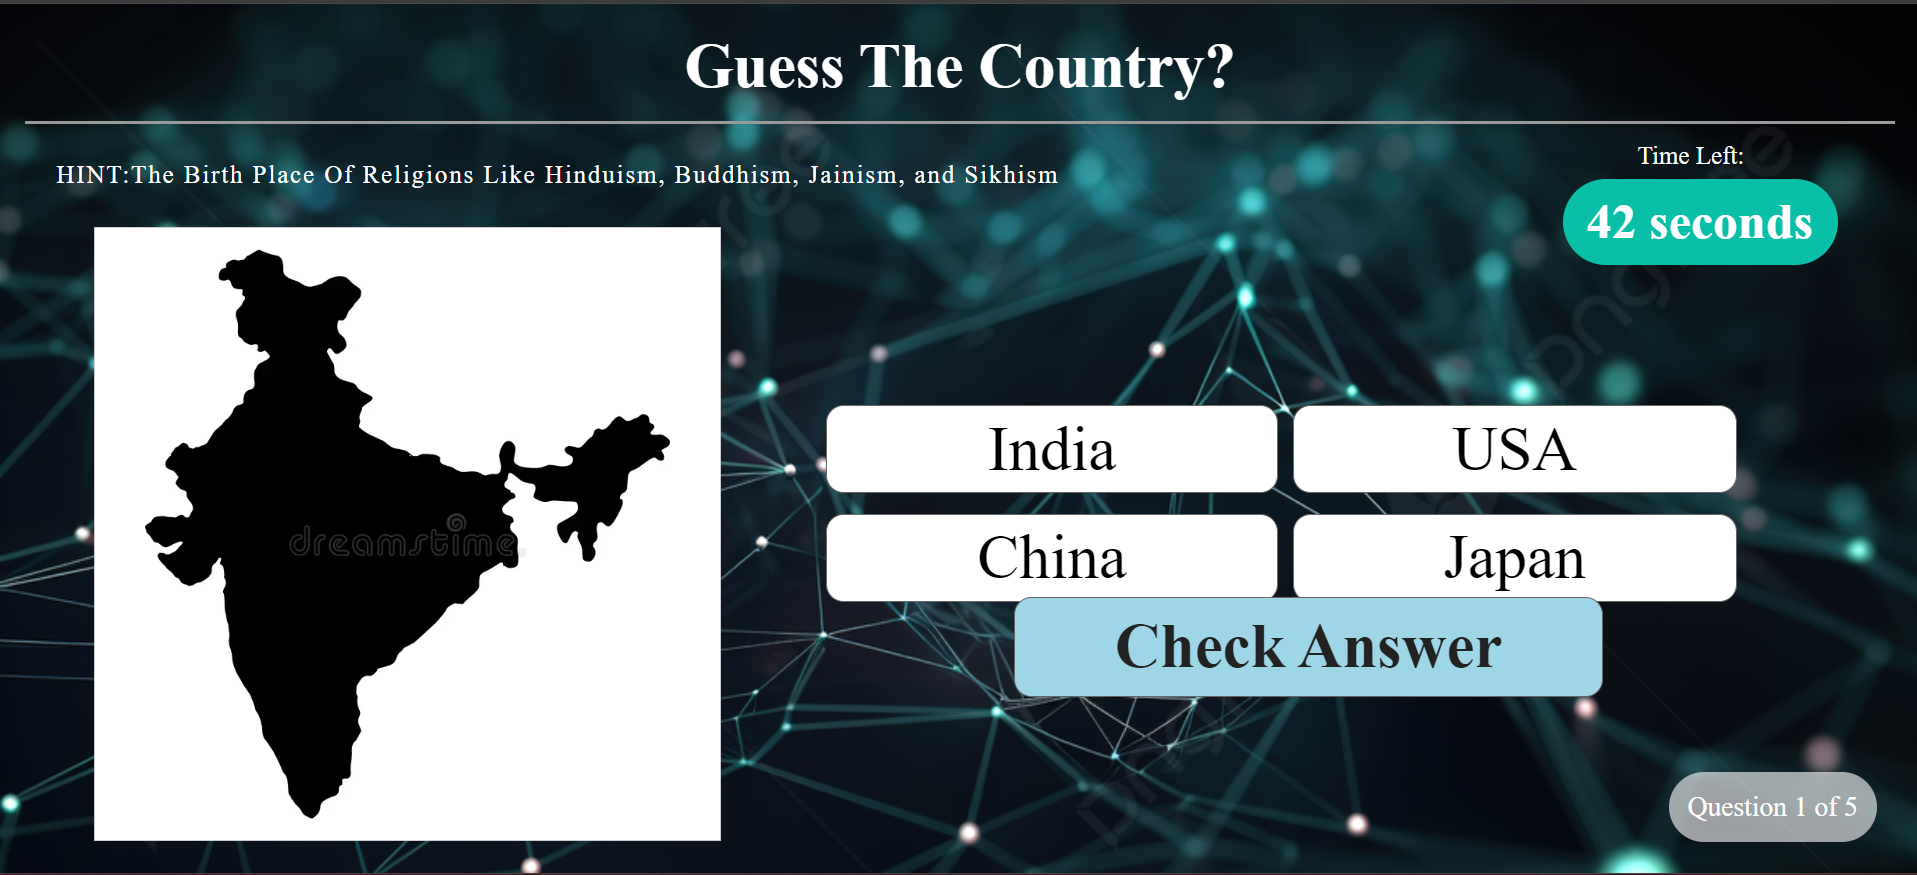 Guess The Country?
HINT:The Birth Place Of Religions Like Hinduism, Buddhism, Jainism, and Sikhism
Time Left:
42 seconds
dreamstime
India
USA
China
Japan
Check Answer
Question 1 of 5
pngtree